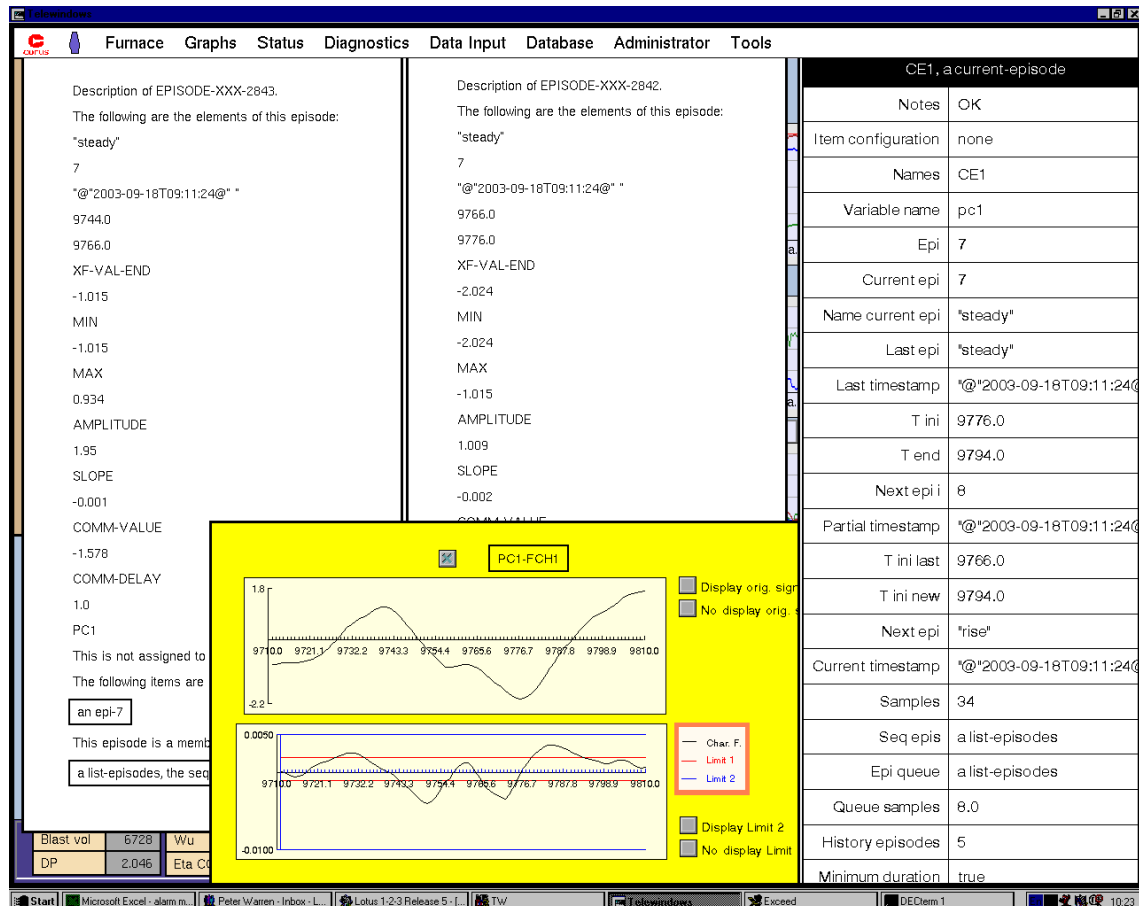 Telewindows
corus
Furnace Graphs Status Diagnostics Data Input Database Administrator Tools
Description of EPISODE-XXX-2843.
The following are the elements of this episode:
"steady"
7
"@"2003-09-18T09:11:24@" "
9744.0
9766.0
XF-VAL-END
-1.015
MIN
-1.015
MAX
0.934
AMPLITUDE
1.95
SLOPE
-0.001
COMM-VALUE
-1.578
COMM-DELAY
1.0
PC1
This is not assigned to
The following items are
an epi-7
This episode is a memb
a list-episodes, the seq
Description of EPISODE-XXX-2842.
The following are the elements of this episode:
"steady"
7
"@"2003-09-18T09:11:24@" "
9766.0
9776.0
XF-VAL-END
-2.024
MIN
-2.024
MAX
-1.015
AMPLITUDE
1.009
SLOPE
-0.002
COMM-VALUE
a.
a.
CE1, a current-episode
Notes OK
Item configuration none
Names CE1
Variable name pc1
Epi 7
Current epi 7
Name current epi "steady"
Last epi "steady"
Last timestamp "@"2003-09-18T09:11:24@
T ini 9776.0
T end 9794.0
Next epi i 8
Partial timestamp "@"2003-09-18T09:11:24@
T ini last 9766.0
T ini new 9794.0
Next epi "rise"
Current timestamp "@"2003-09-18T09:11:24@
Samples 34
Seq epis a list-episodes
Epi queue a list-episodes
Queue samples 8.0
History episodes 5
Minimum duration true
PC1-FCH1
Display orig. sign
No display orig. s
1.8
9710.0 9721.1 9732.2 9743.3 9754.4 9765.6 9776.7 9787.8 9798.9 9810.0
-2.2
0.0050
9710.0 9721.1 9732.2 9743.3 9754.4 9765.6 9776.7 9787.8 9798.9 9810.0
-0.0100
Char. F.
Limit 1
Limit 2
Display Limit 2
No display Limit
Blast vol 6728 Wu
DP 2.046 Eta C
Start Microsoft Excel - alarm m... Peter Warren - Inbox - L... Lotus 1-2-3 Release 5 - [... TW Telewindows Exceed DECterm 1 10:23